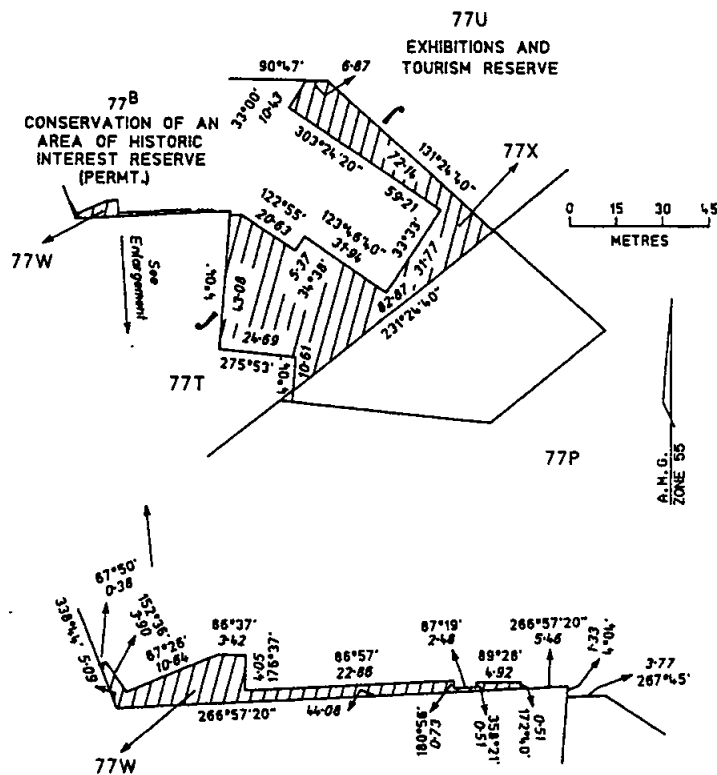 77U
EXHIBITIONS AND
TOURISM RESERVE
90°47'
6·87
77B
CONSERVATION OF AN
AREA OF HISTORIC
INTEREST RESERVE
(PERMT.)
33°00'
10·43
303°24'20"
72·14
131°24'40"
77X
59·21
122°55'
20·63
123°46'40"
31·94
33°33'
31·77
0 15 30 45
METRES
77W
See
Enlargement
4°04'
43·08
5·37
34°38'
82·87
231°24'40"
24·69
275°53'
4°04'
10·61
77T
77P
A.M.G.
ZONE 55
67°50'
0·38
338°44'
5·09
152°36'
3·90
67°26'
10·64
86°37'
3·42
4·05
176°37'
86°57'
22·86
87°19'
2·48
89°28'
4·92
266°57'20"
5·46
1·33
4°04'
3·77
267°45'
266°57'20"
44·08
180°56'
0·73
358°21'
0·51
172°40'
0·51
77W